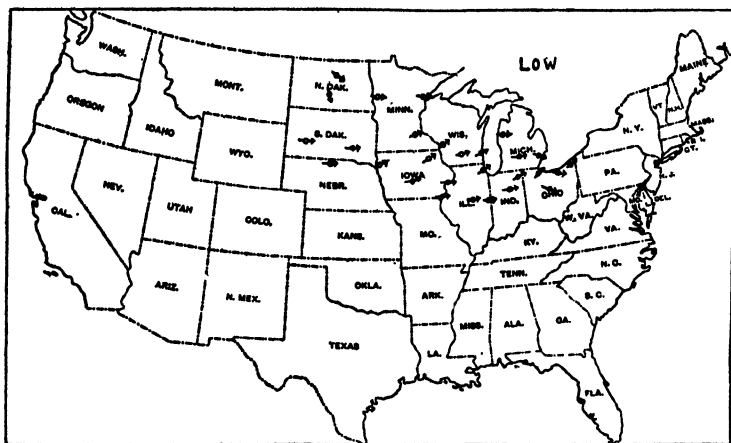 LOW
WASH.
MONT.
N. DAK.
MINN.
MAINE
OREGON
IDAHO
S. DAK.
WIS.
MICH.
VT.
N.H.
N. Y.
MASS.
R. I.
CT.
WYO.
NEBR.
IOWA
PA.
N. J.
NEV.
UTAH
COLO.
ILL.
IND.
OHIO
DEL.
CAL.
KANS.
MO.
W. VA.
VA.
KY.
N. C.
TENN.
ARIZ.
N. MEX.
OKLA.
ARK.
S. C.
MISS.
ALA.
GA.
TEXAS
LA.
FLA.